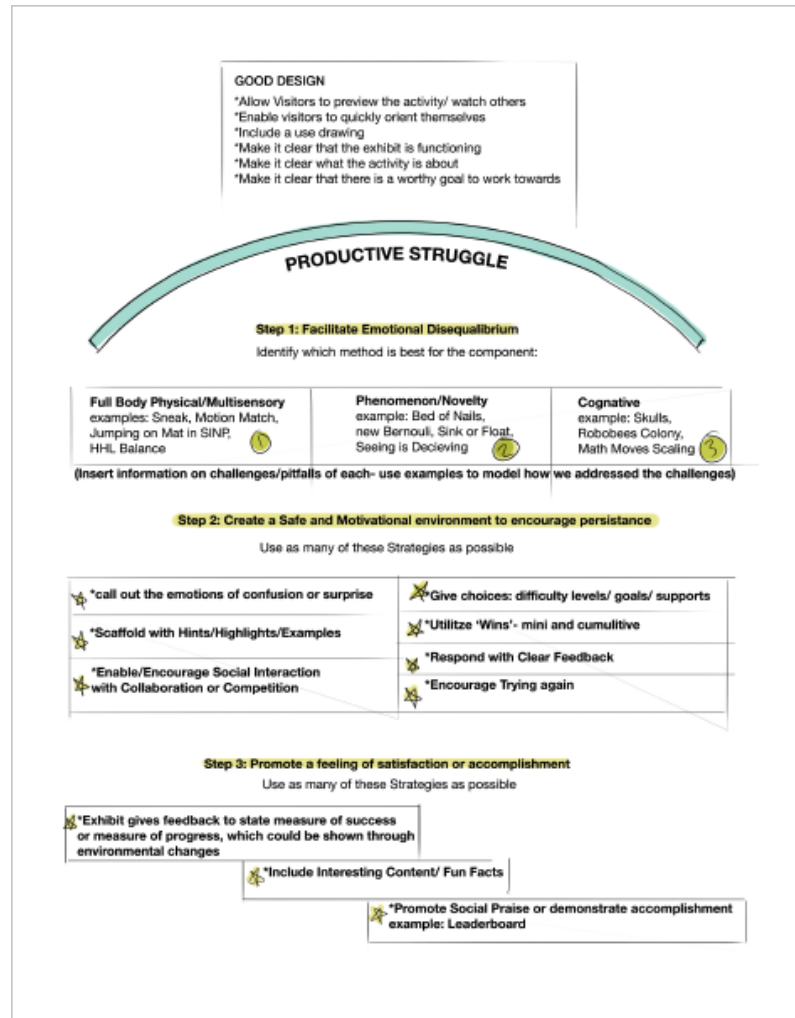 GOOD DESIGN
*Allow Visitors to preview the activity/ watch others
*Enable visitors to quickly orient themselves
*Include a use drawing
*Make it clear that the exhibit is functioning
*Make it clear what the activity is about
*Make it clear that there is a worthy goal to work towards
PRODUCTIVE STRUGGLE
Step 1: Facilitate Emotional Disequalibrium
Identify which method is best for the component:
Full Body Physical/Multisensory
examples: Sneak, Motion Match,
Jumping on Mat in SINP,
HHL Balance
1
Phenomenon/Novelty
example: Bed of Nails,
new Bernouli, Sink or Float,
Seeing is Decieving
2
Cognative
example: Skulls,
Robobees Colony,
Math Moves Scaling
3
(Insert information on challenges/pitfalls of each- use examples to model how we addressed the challenges)
Step 2: Create a Safe and Motivational environment to encourage persistance
Use as many of these Strategies as possible
*call out the emotions of confusion or surprise
*Scaffold with Hints/Highlights/Examples
*Enable/Encourage Social Interaction
with Collaboration or Competition
*Give choices: difficulty levels/ goals/ supports
*Utilitze 'Wins'- mini and cumulitive
*Respond with Clear Feedback
*Encourage Trying again
Step 3: Promote a feeling of satisfaction or accomplishment
Use as many of these Strategies as possible
*Exhibit gives feedback to state measure of success
or measure of progress, which could be shown through
environmental changes
*Include Interesting Content/ Fun Facts
*Promote Social Praise or demonstrate accomplishment
example: Leaderboard